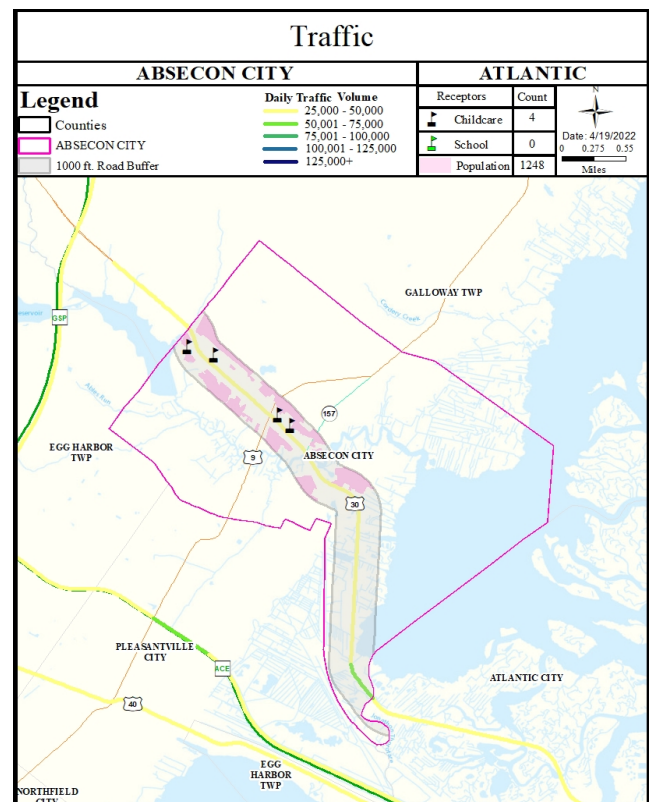 Traffic
ABSECON CITY
ATLANTIC
Legend
Counties
ABSECON CITY
1000 ft. Road Buffer
Daily Traffic Volume
25,000 - 50,000
50,001 - 75,000
75,001 - 100,000
100,001 - 125,000
125,000+
Receptors Count
Childcare 4
School 0
Population 1248
N
Date: 4/19/2022
0 0.275 0.55
Miles
GALLOWAY TWP
GSP
157
EGG HARBOR
TWP
9
ABSECON CITY
30
PLEASANTVILLE
CITY
ACE
ATLANTIC CITY
40
EGG
HARBOR
TWP
NORTHFIELD
CITY